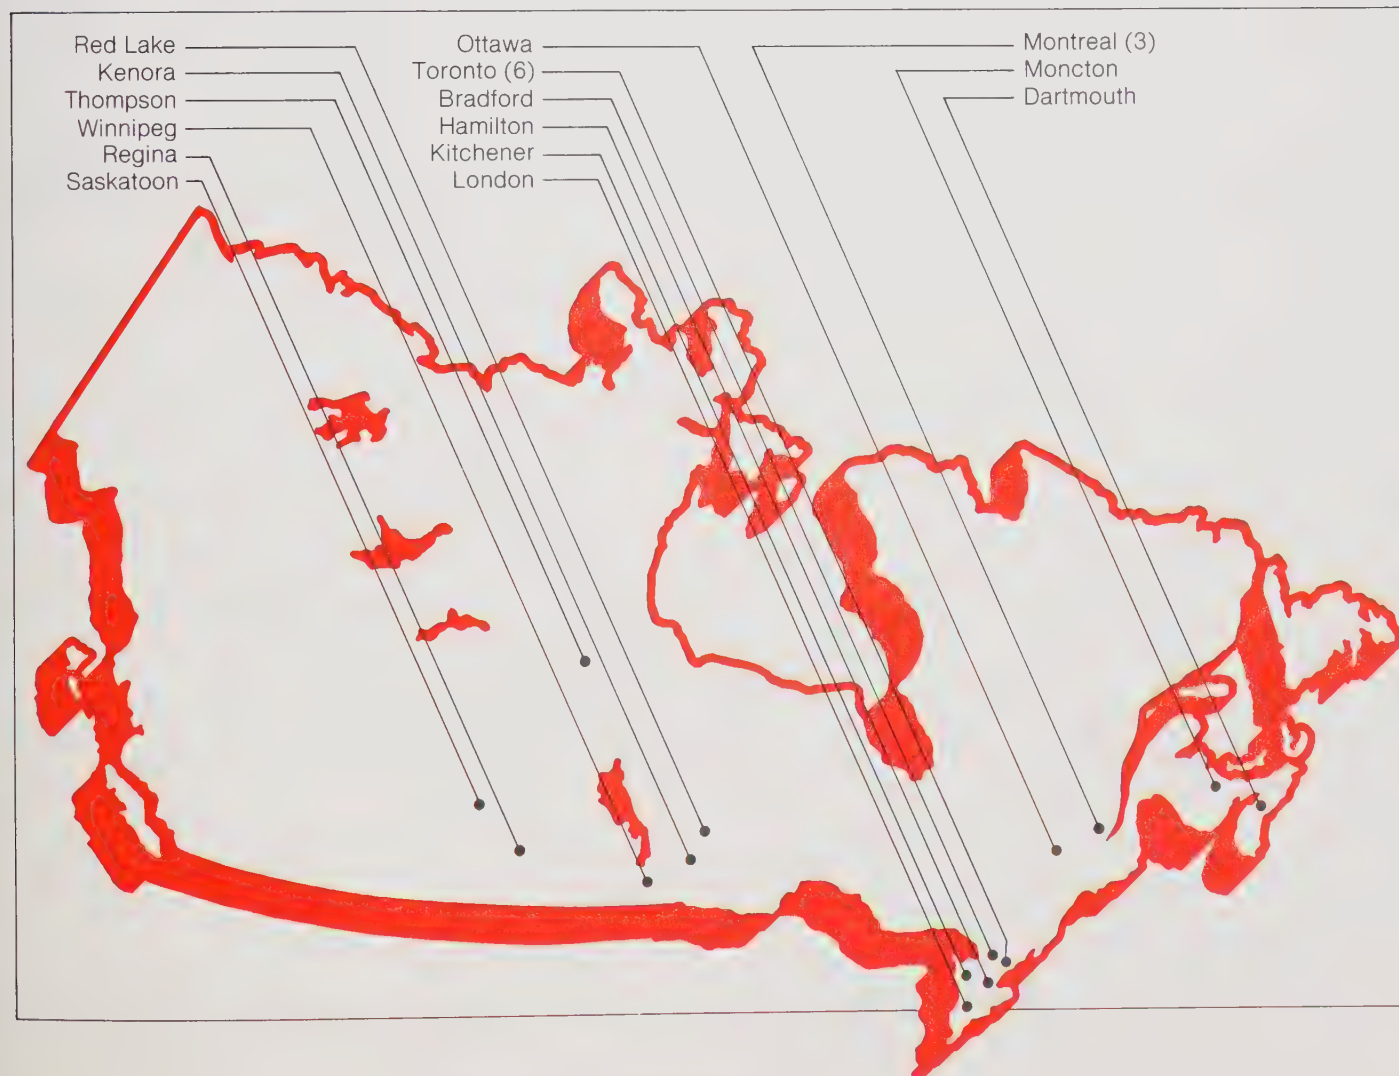 Red Lake
Kenora
Thompson
Winnipeg
Regina
Saskatoon
Ottawa
Toronto (6)
Bradford
Hamilton
Kitchener
London
Montreal (3)
Moncton
Dartmouth